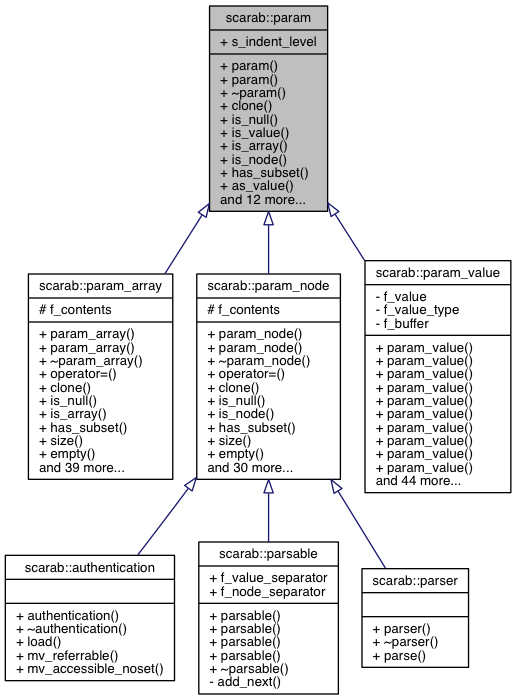 scarab::param
+ s_indent_level
+ param()
+ param()
+ ~param()
+ clone()
+ is_null()
+ is_value()
+ is_array()
+ is_node()
+ has_subset()
+ as_value()
and 12 more...
scarab::param_array
# f_contents
+ param_array()
+ param_array()
+ ~param_array()
+ operator=()
+ clone()
+ is_null()
+ is_array()
+ has_subset()
+ size()
+ empty()
and 39 more...
scarab::param_node
# f_contents
+ param_node()
+ param_node()
+ ~param_node()
+ operator=()
+ clone()
+ is_null()
+ is_node()
+ has_subset()
+ size()
+ empty()
and 30 more...
scarab::param_value
- f_value
- f_value_type
- f_buffer
+ param_value()
+ param_value()
+ param_value()
+ param_value()
+ param_value()
+ param_value()
+ param_value()
+ param_value()
+ param_value()
+ param_value()
and 44 more...
scarab::authentication
+ authentication()
+ ~authentication()
+ load()
+ mv_referrable()
+ mv_accessible_noset()
scarab::parsable
+ f_value_separator
+ f_node_separator
+ parsable()
+ parsable()
+ parsable()
+ parsable()
+ ~parsable()
- add_next()
scarab::parser
+ parser()
+ ~parser()
+ parse()